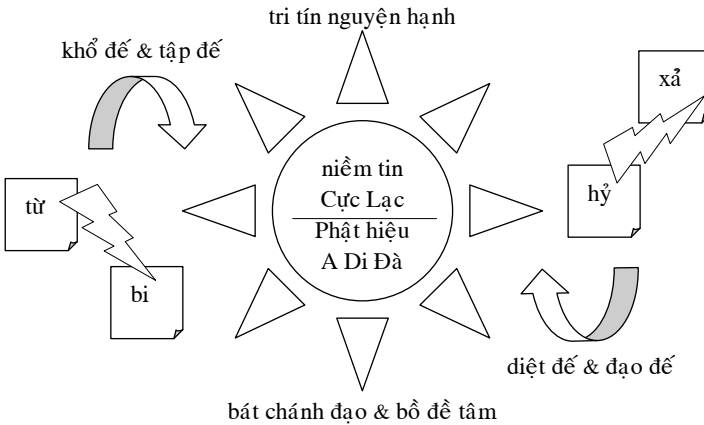 tri tín nguyện hạnh
khổ đế & tập đế
xả
niềm tin
Cực Lạc
Phật hiệu
A Di Đà
từ
hỷ
bi
diệt đế & đạo đế
bát chánh đạo & bồ đề tâm